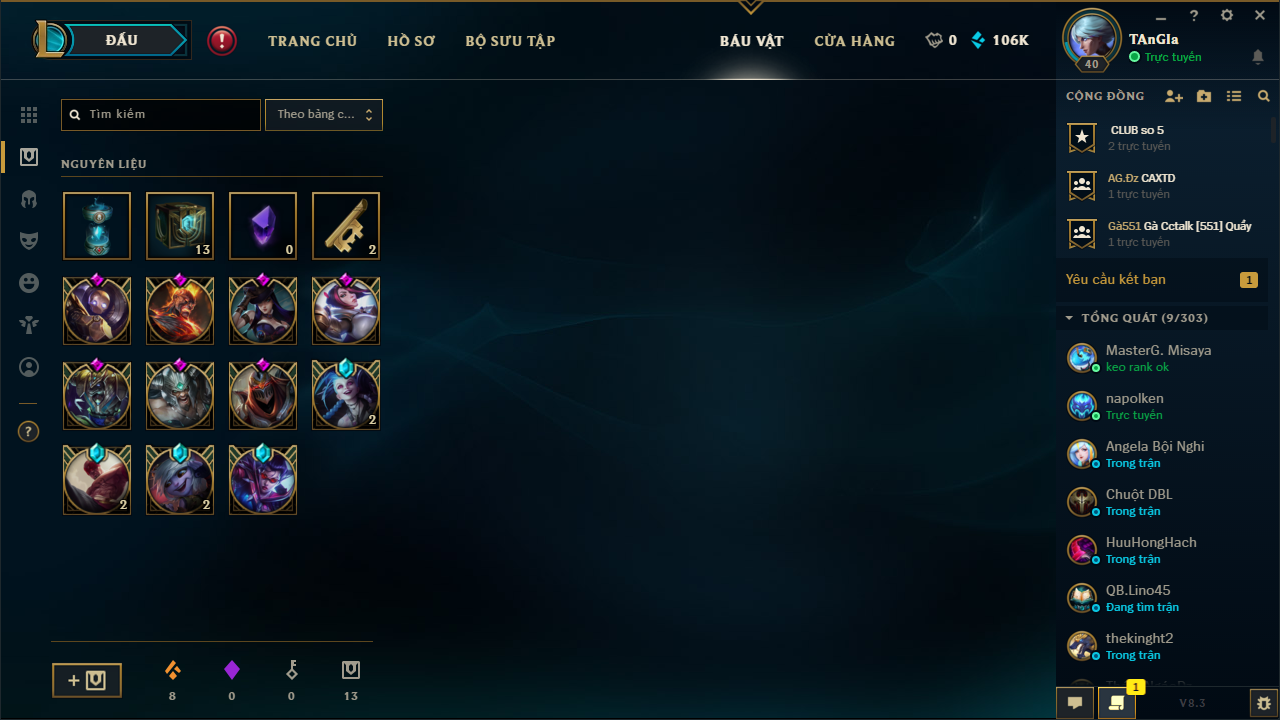 ĐẤU
TRANG CHỦ
HỒ SƠ
BỘ SƯU TẬP
BÁU VẬT
CỬA HÀNG
0
106K
?
TAnGIa
Trực tuyến
40
Tìm kiếm
Theo bảng c...
NGUYÊN LIỆU
13
0
2
2
2
2
?
8
0
0
13
CỘNG ĐỒNG
CLUB so 5
2 trực tuyến
AG.Đz CAXTD
1 trực tuyến
Gà551 Gà Cctalk [551] Quẩy
1 trực tuyến
Yêu cầu kết bạn
1
TỔNG QUÁT (9/303)
MasterG. Misaya
keo rank ok
napolken
Trực tuyến
Angela Bội Nghi
Trong trận
Chuột DBL
Trong trận
HuuHongHach
Trong trận
QB.Lino45
Đang tìm trận
thekinght2
Trong trận
1
V8.3